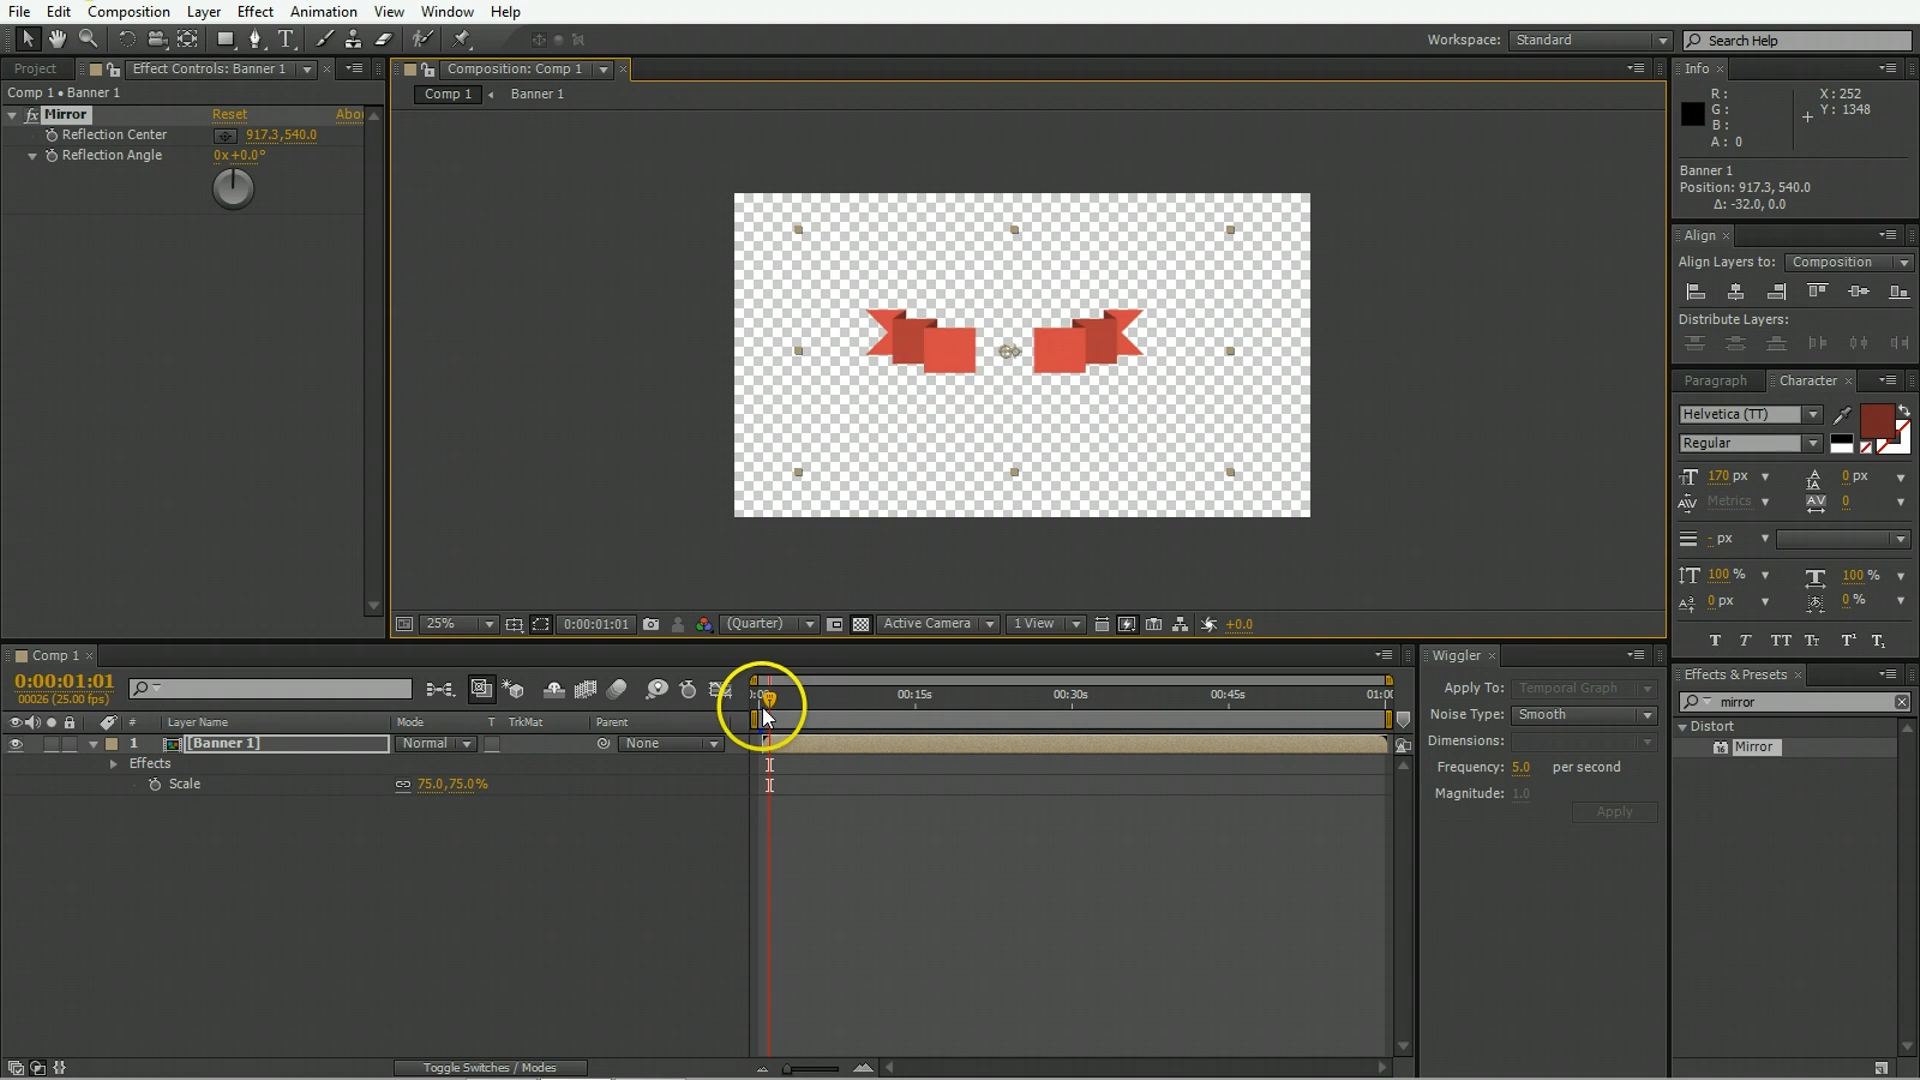 File Edit Composition Layer Effect Animation View Window Help
Workspace: Standard Search Help
Project Effect Controls: Banner 1 × Composition: Comp 1 × Info ×
Comp 1 • Banner 1
Comp 1 Banner 1
fx Mirror Reset Abou
Reflection Center 917.3,540.0
Reflection Angle 0x+0.0°
R:
G:
B:
A: 0
X: 252
Y: 1348
Banner 1
Position: 917.3, 540.0
Δ: -32.0, 0.0
Align ×
Align Layers to: Composition
Distribute Layers:
Paragraph Character ×
Helvetica (TT)
Regular
170 px 0 px
Metrics 0
- px
100 % 100 %
0 px 0 %
T T TT Tт T¹ T₁
25% 0:00:01:01 (Quarter) Active Camera 1 View +0.0
Comp 1 ×
0:00:01:01
00026 (25.00 fps)
00:15s 00:30s 00:45s 01:00
# Layer Name Mode T TrkMat Parent
1 [Banner 1] Normal None
Effects
Scale 75.0,75.0%
Toggle Switches / Modes
Wiggler ×
Apply To: Temporal Graph
Noise Type: Smooth
Dimensions:
Frequency: 5.0 per second
Magnitude: 1.0
Apply
Effects & Presets ×
mirror
Distort
16 Mirror